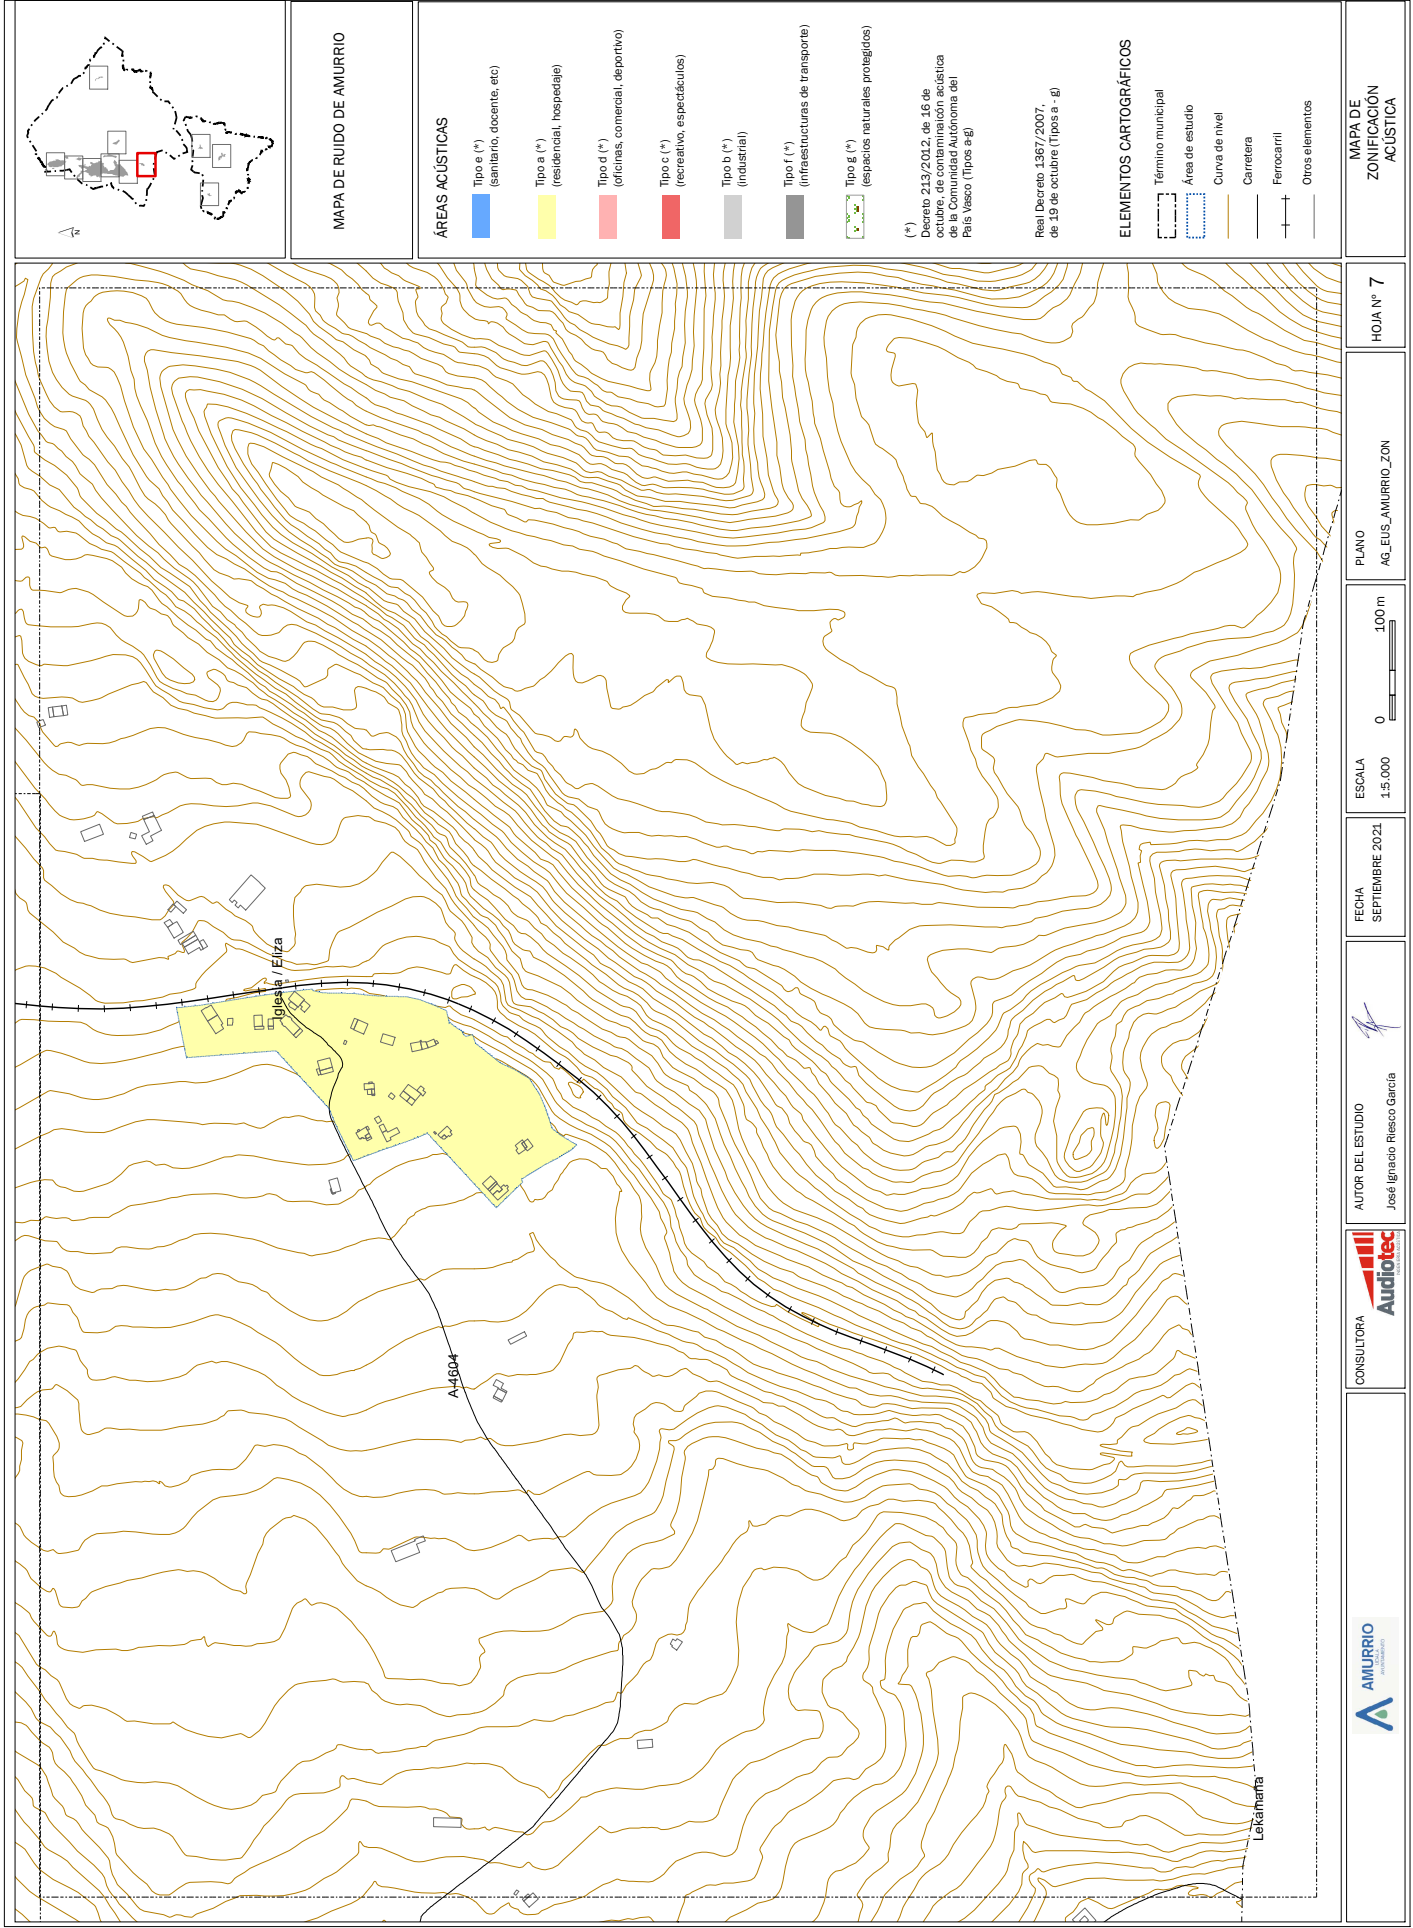 MAPA DE RUIDO DE AMURRIO
ÁREAS ACÚSTICAS
Tipo e (*)
(sanitario, docente, etc)
Tipo a (*)
(residencial, hospedaje)
Tipo d (*)
(oficinas, comercial, deportivo)
Tipo c (*)
(recreativo, espectáculos)
Tipo b (*)
(industrial)
Tipo f (*)
(infraestructuras de transporte)
Tipo g (*)
(espacios naturales protegidos)
(*)
Decreto 213/2012, de 16 de
octubre, de contaminaicón acústica
de la Comunidad Autónoma del
País Vasco (Tipos a-g)
Real Decreto 1367/2007,
de 19 de octubre (Tipos a - g)
ELEMENTOS CARTOGRÁFICOS
Término municipal
Área de estudio
Curva de nivel
Carretera
Ferrocarril
Otros elementos
N
Iglesia / Eliza
A-4604
Lekamaña
AMURRIO
UDALA
AYUNTAMIENTO
CONSULTORA
Audiotec
AUTOR DEL ESTUDIO
José Ignacio Riesco García
FECHA
SEPTIEMBRE 2021
ESCALA
1:5.000
0 100 m
PLANO
AG_EUS_AMURRIO_ZON
HOJA Nº 7
MAPA DE
ZONIFICACIÓN
ACÚSTICA